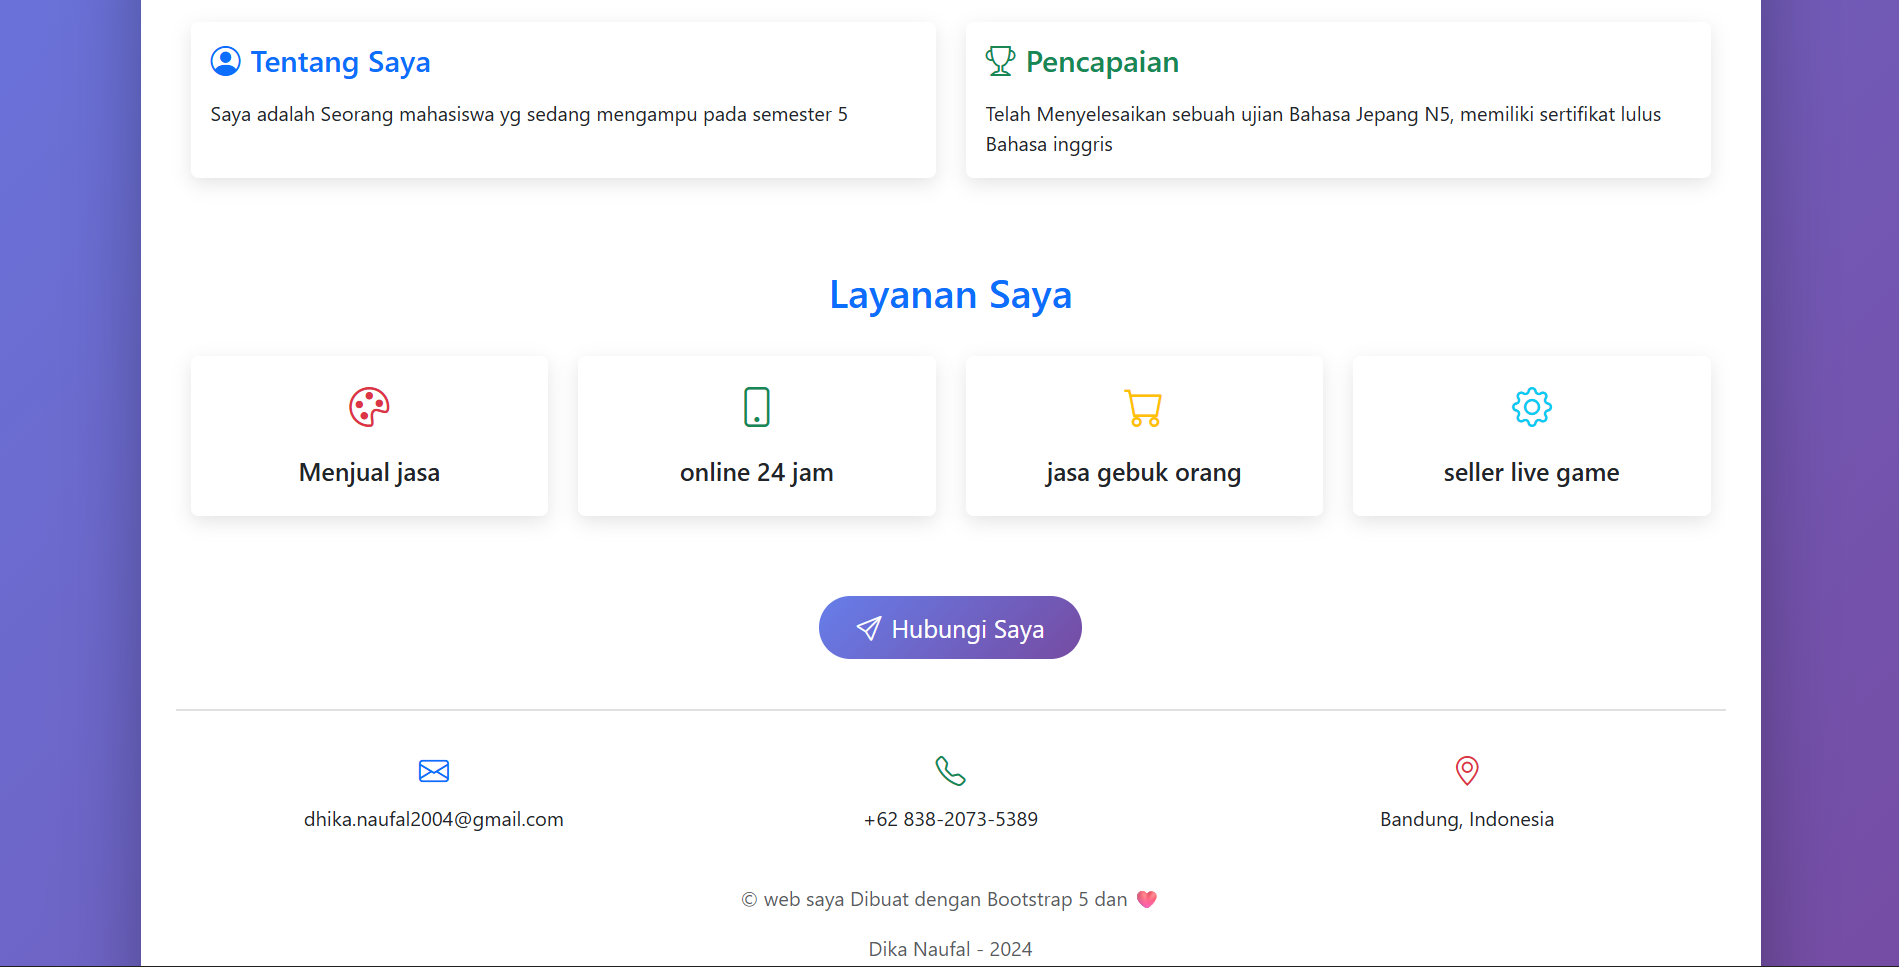 Tentang Saya
Saya adalah Seorang mahasiswa yg sedang mengampu pada semester 5
Pencapaian
Telah Menyelesaikan sebuah ujian Bahasa Jepang N5, memiliki sertifikat lulus
Bahasa inggris
Layanan Saya
Menjual jasa
online 24 jam
jasa gebuk orang
seller live game
Hubungi Saya
dhika.naufal2004@gmail.com
+62 838-2073-5389
Bandung, Indonesia
© web saya Dibuat dengan Bootstrap 5 dan 💖
Dika Naufal - 2024